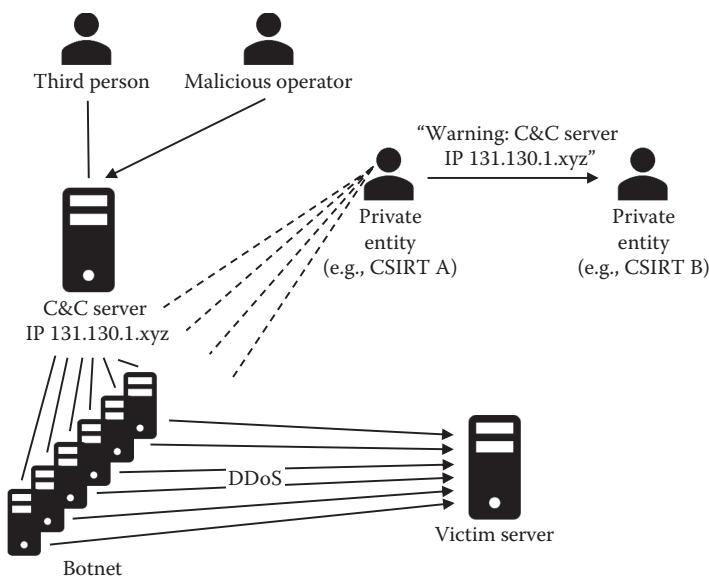 Third person
Malicious operator
“Warning: C&C server
IP 131.130.1.xyz”
Private
entity
(e.g., CSIRT A)
Private
entity
(e.g., CSIRT B)
C&C server
IP 131.130.1.xyz
DDoS
Victim server
Botnet